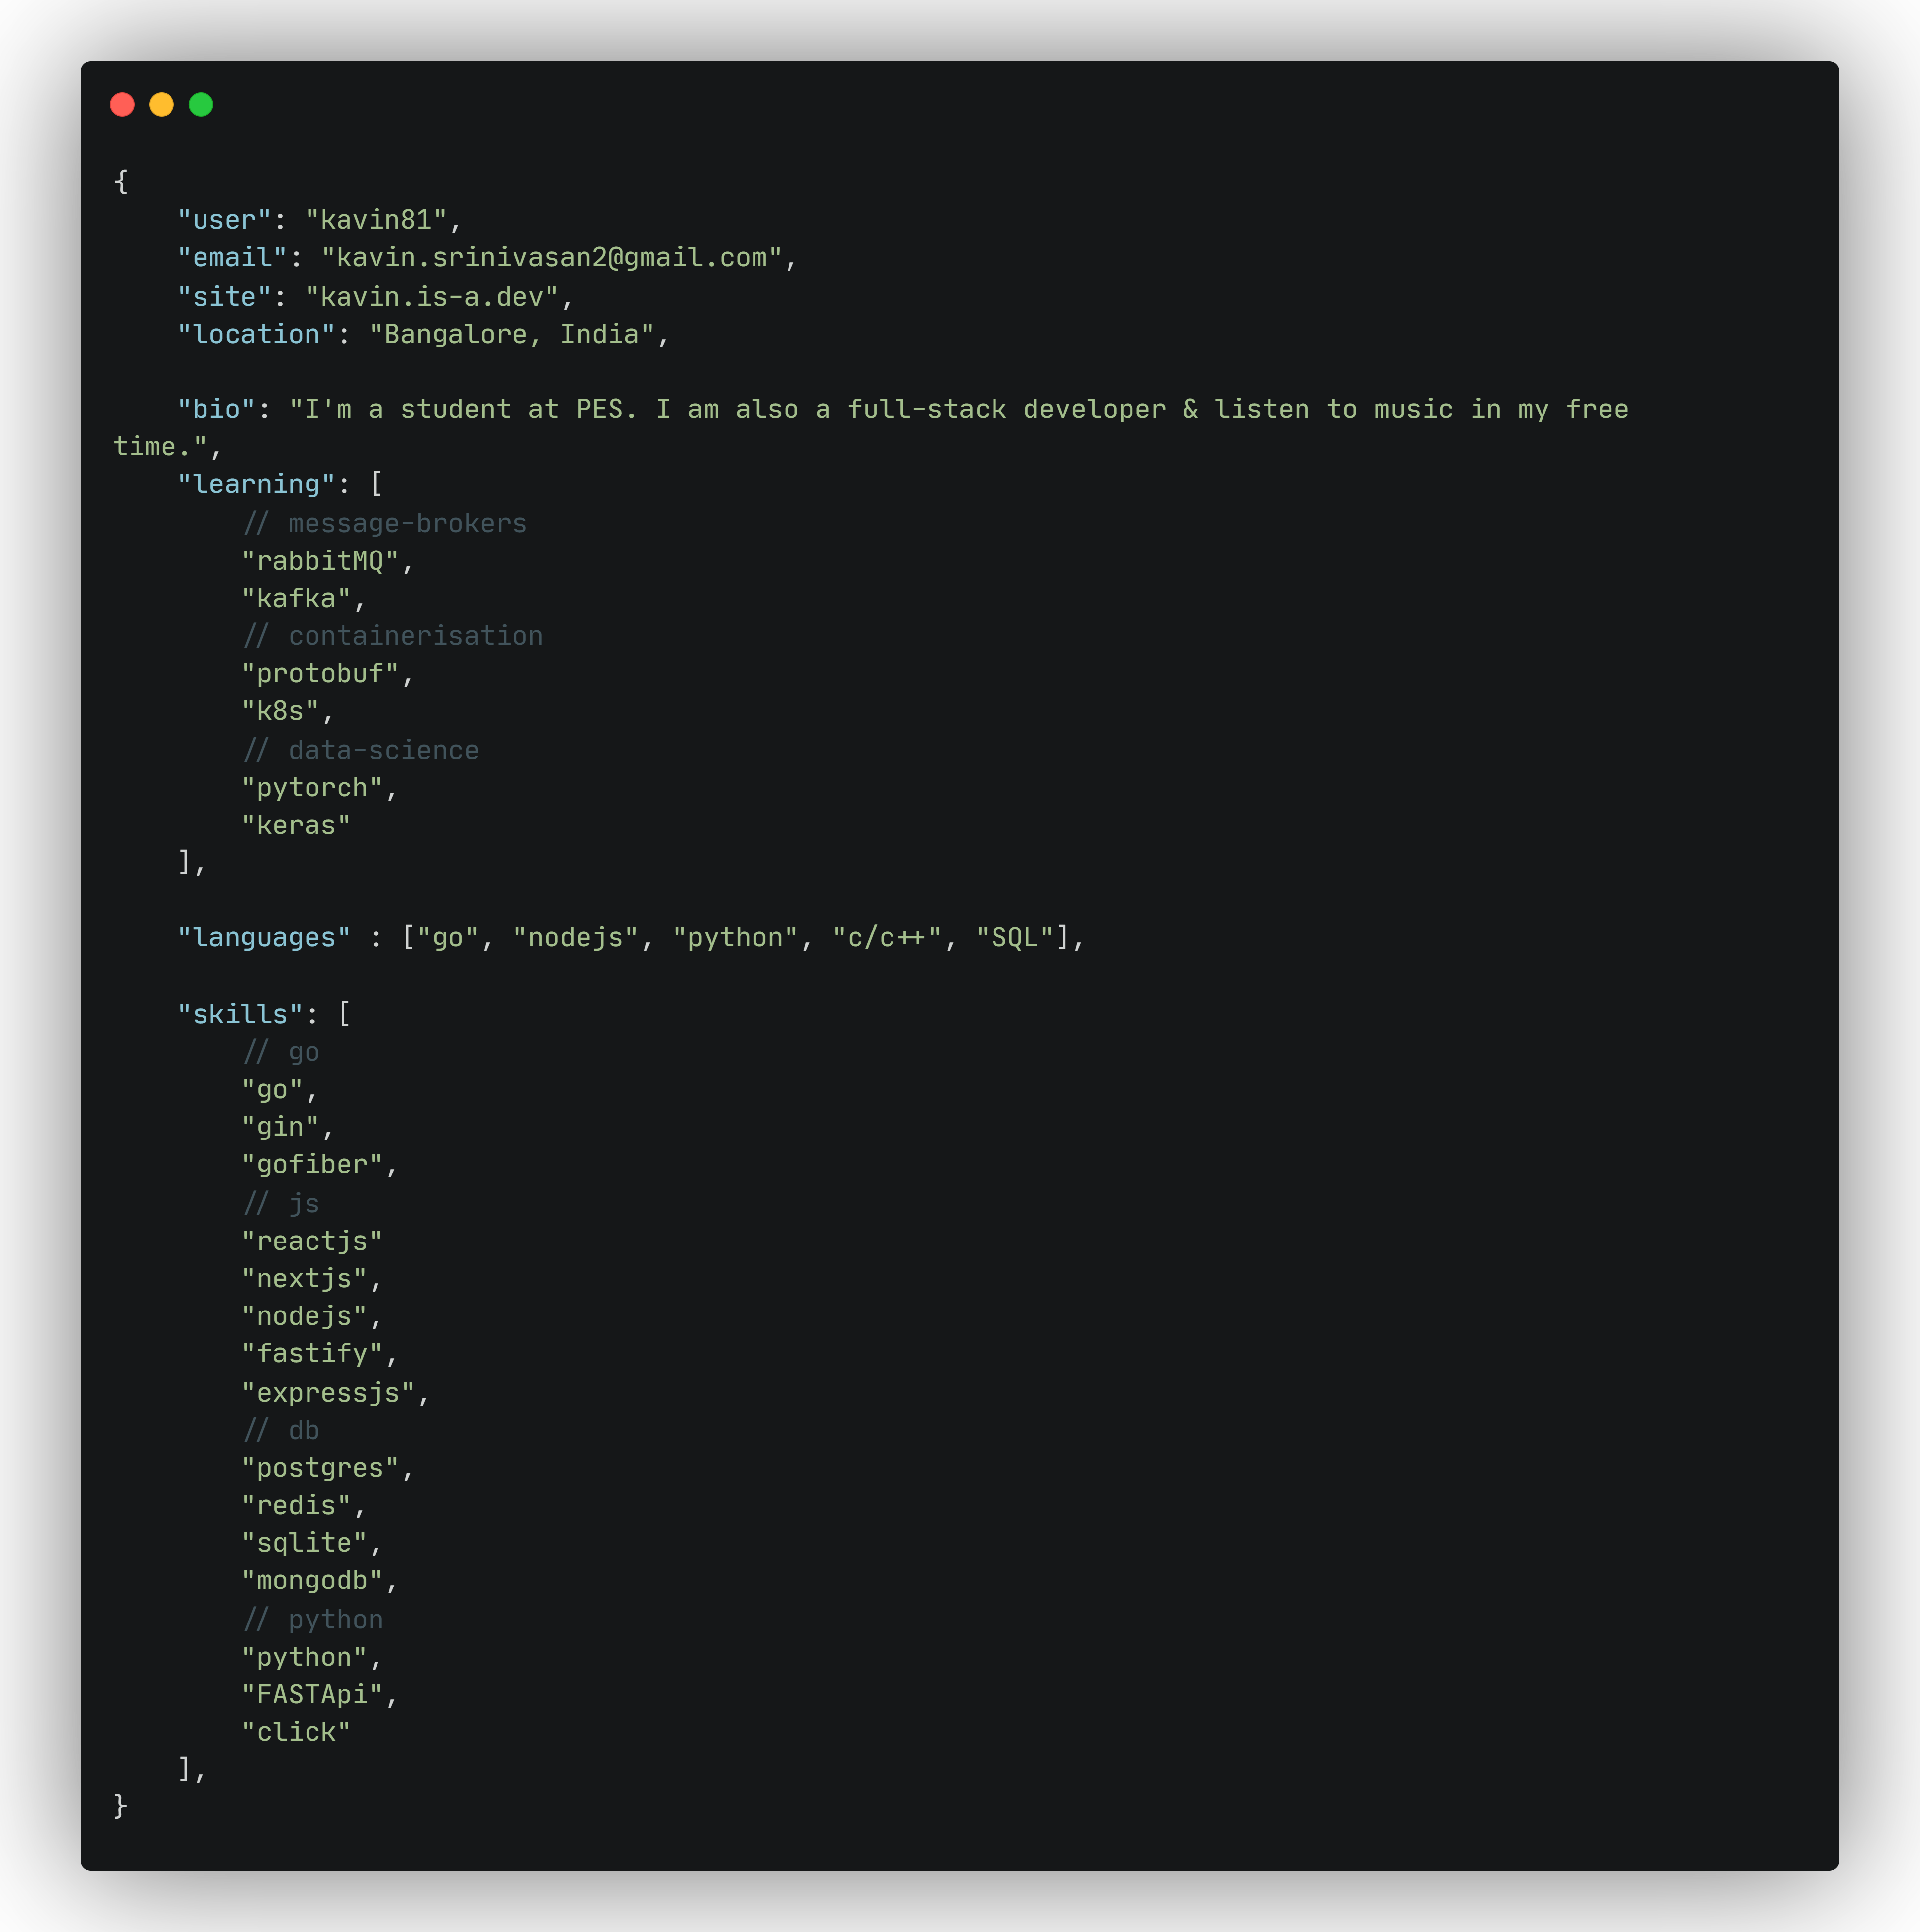 {
    "user": "kavin81",
    "email": "kavin.srinivasan2@gmail.com",
    "site": "kavin.is-a.dev",
    "location": "Bangalore, India",

    "bio": "I'm a student at PES. I am also a full-stack developer & listen to music in my free
time.",
    "learning": [
        // message-brokers
        "rabbitMQ",
        "kafka",
        // containerisation
        "protobuf",
        "k8s",
        // data-science
        "pytorch",
        "keras"
    ],

    "languages" : ["go", "nodejs", "python", "c/c++", "SQL"],

    "skills": [
        // go
        "go",
        "gin",
        "gofiber",
        // js
        "reactjs"
        "nextjs",
        "nodejs",
        "fastify",
        "expressjs",
        // db
        "postgres",
        "redis",
        "sqlite",
        "mongodb",
        // python
        "python",
        "FASTApi",
        "click"
    ],
}